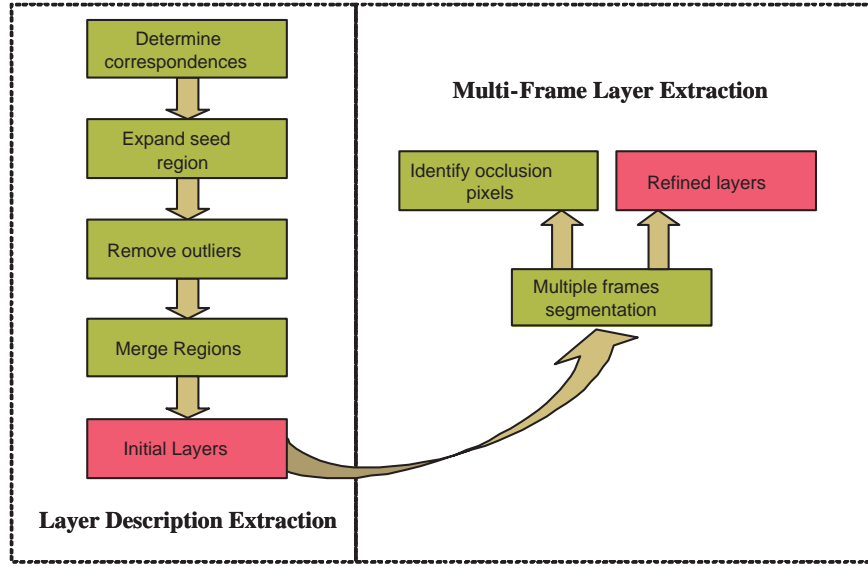 Determine
correspondences
Expand seed
region
Remove outliers
Merge Regions
Initial Layers
Layer Description Extraction
Multi-Frame Layer Extraction
Identify occlusion
pixels
Refined layers
Multiple frames
segmentation